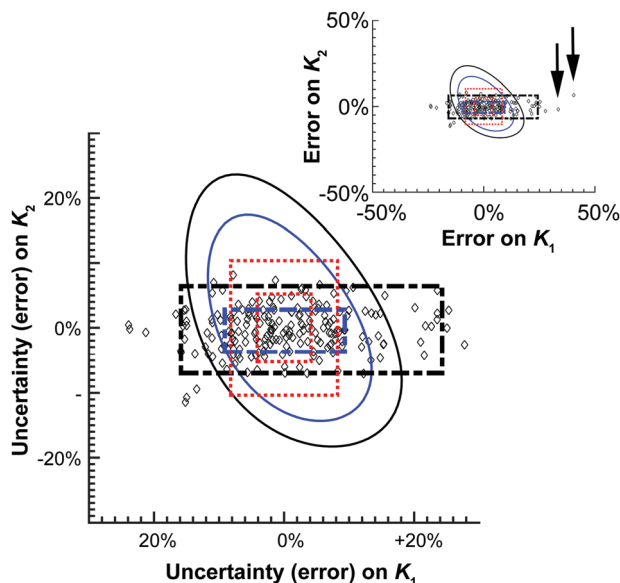 50%
0%
-50%
Error on K₂
-50% 0% 50%
Error on K₁
20%
0%
-
-20%
Uncertainty (error) on K₂
20% 0% +20%
Uncertainty (error) on K₁